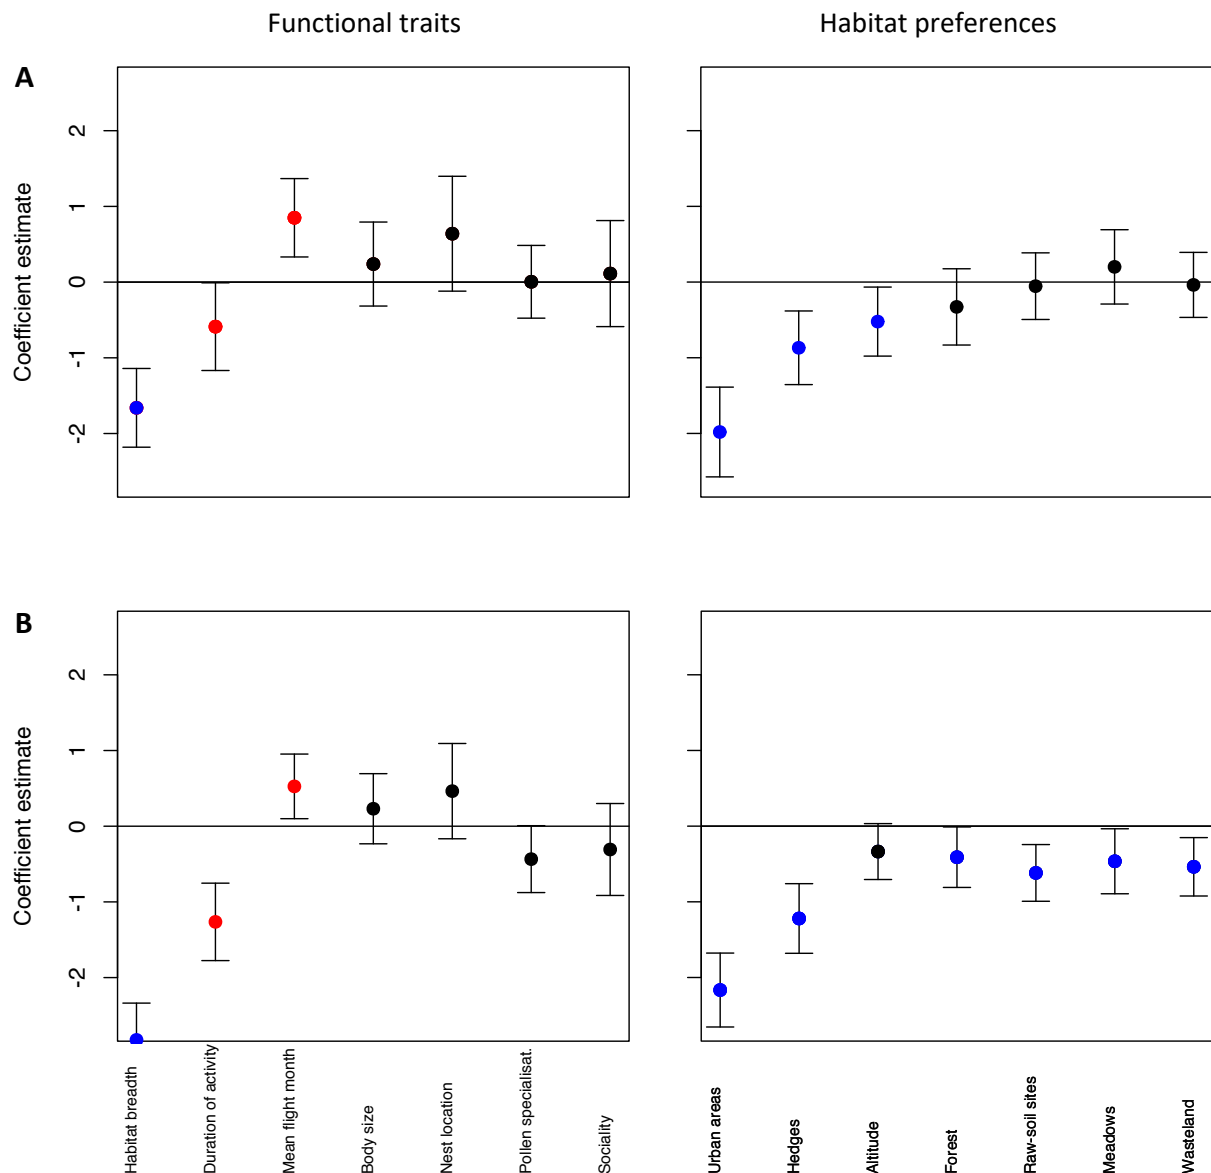 Functional traits
Habitat preferences
A
Coefficient estimate
2
1
0
-1
-2
B
Coefficient estimate
2
1
0
-1
-2
Habitat breadth
Duration of activity
Mean flight month
Body size
Nest location
Pollen specialisat.
Sociality
Urban areas
Hedges
Altitude
Forest
Raw-soil sites
Meadows
Wasteland